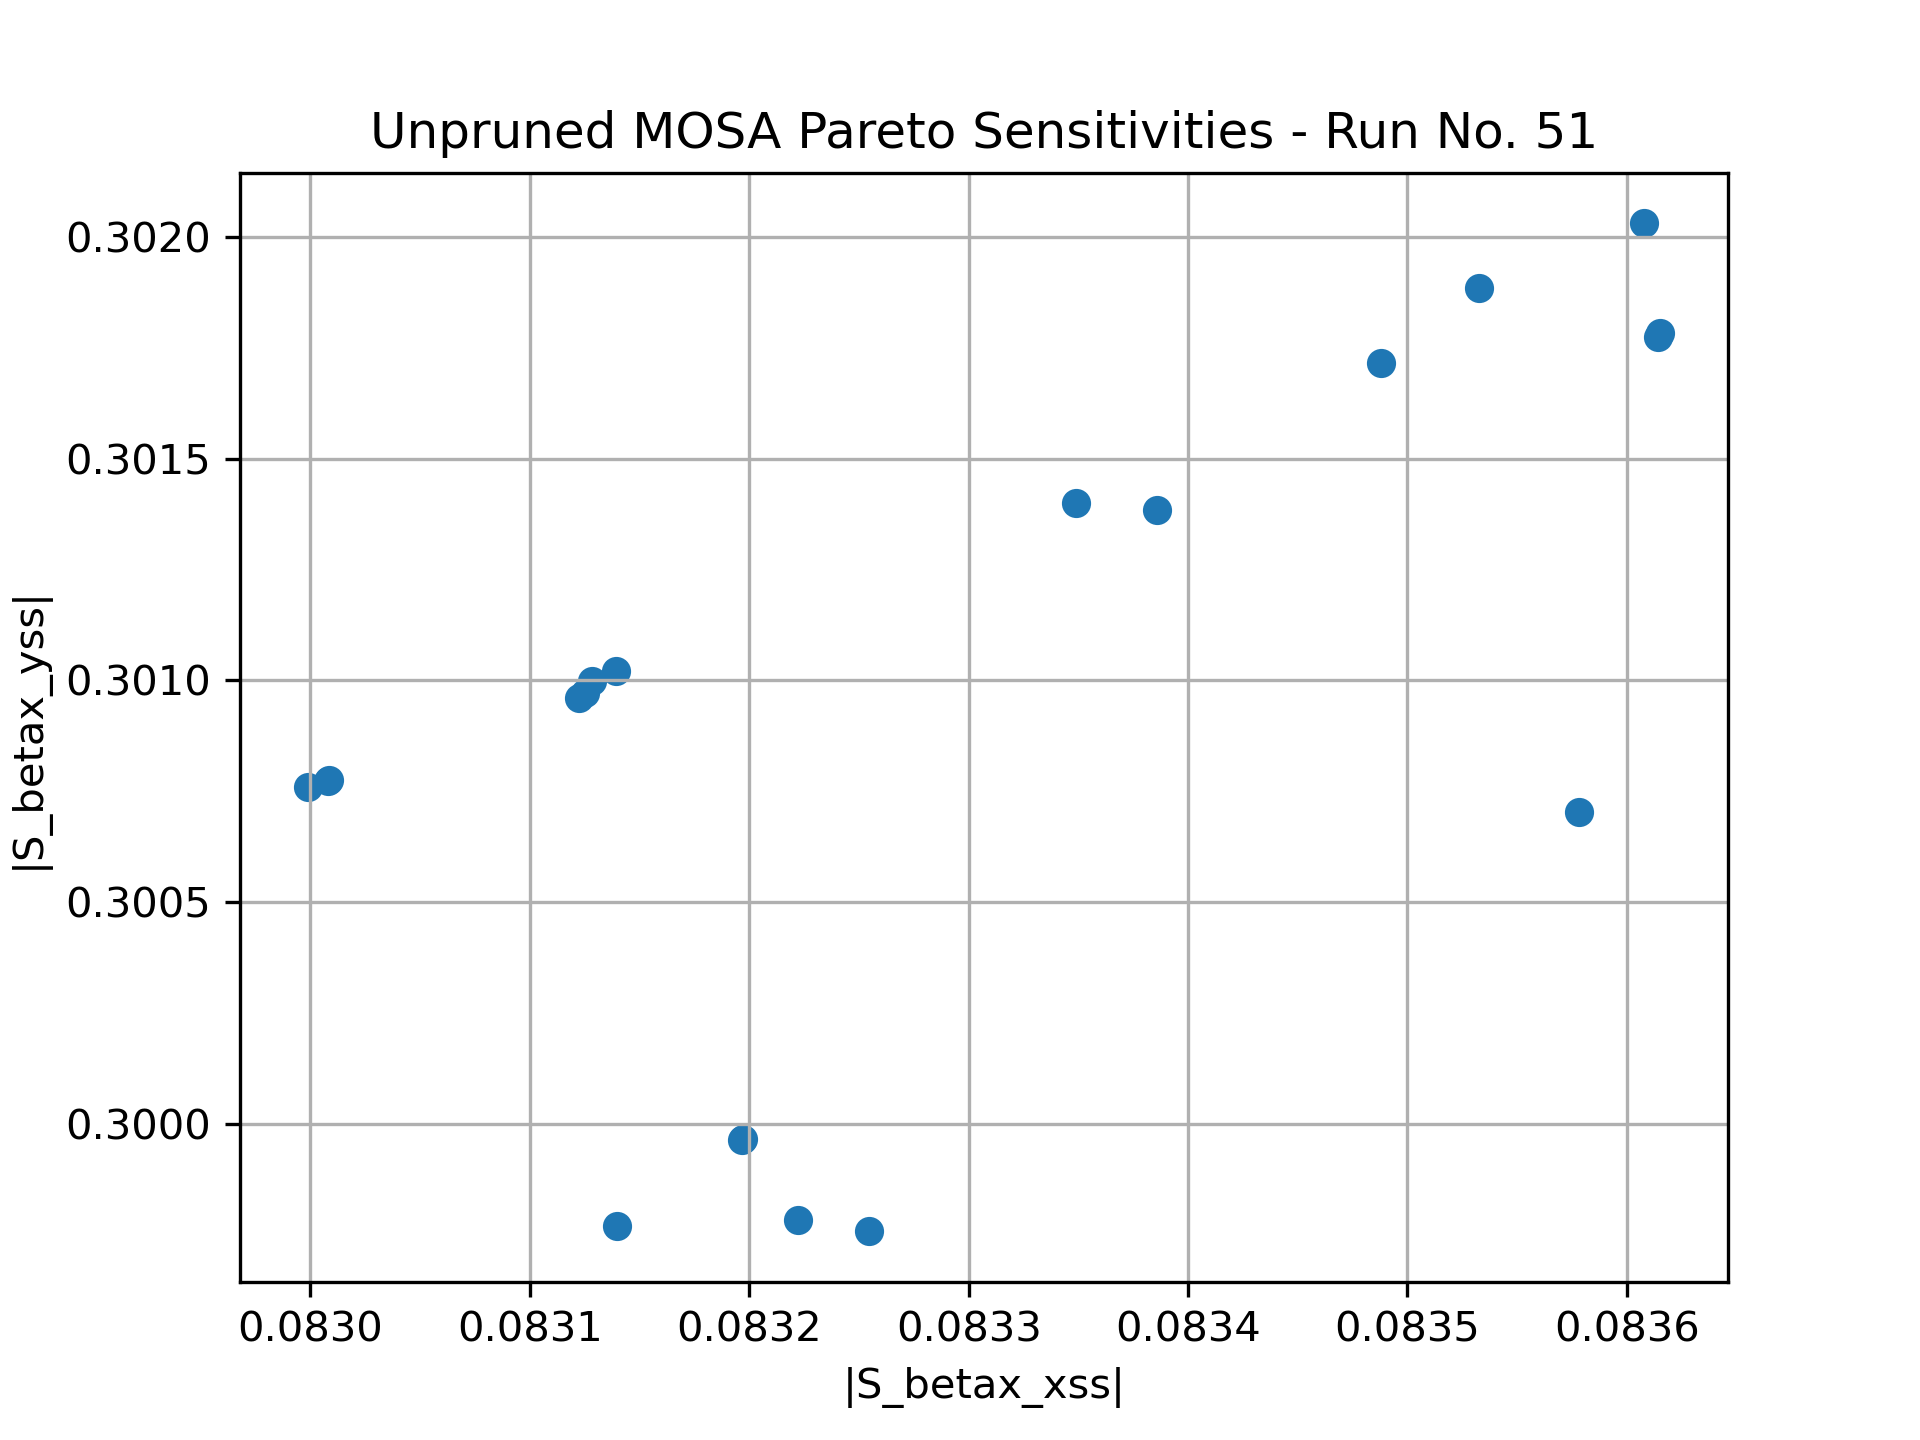 Unpruned MOSA Pareto Sensitivities - Run No. 51
0.3020
0.3015
0.3010
0.3005
0.3000
|S_betax_yss|
0.0830 0.0831 0.0832 0.0833 0.0834 0.0835 0.0836
|S_betax_xss|